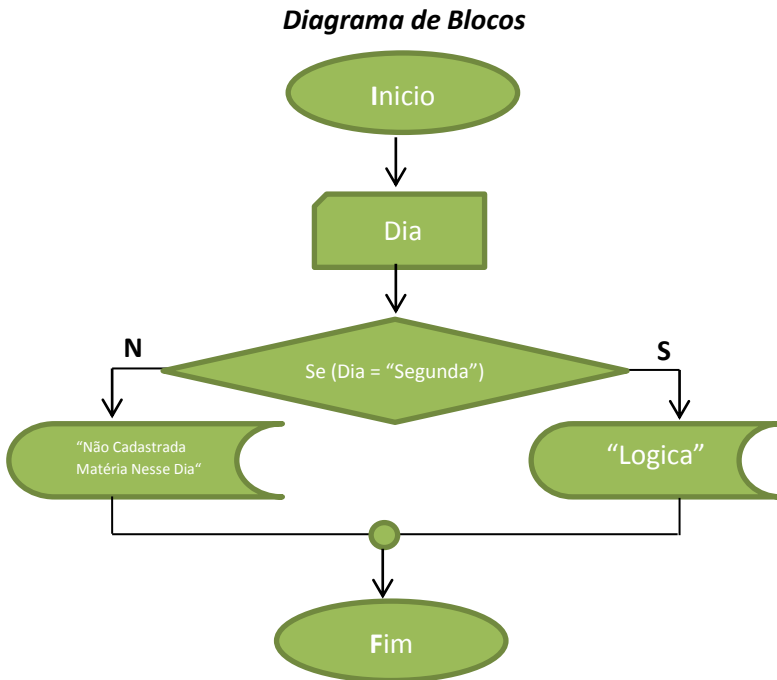 Diagrama de Blocos
Inicio
Dia
N
S
Se (Dia = “Segunda”)
“Não Cadastrada
Matéria Nesse Dia“
“Logica”
Fim